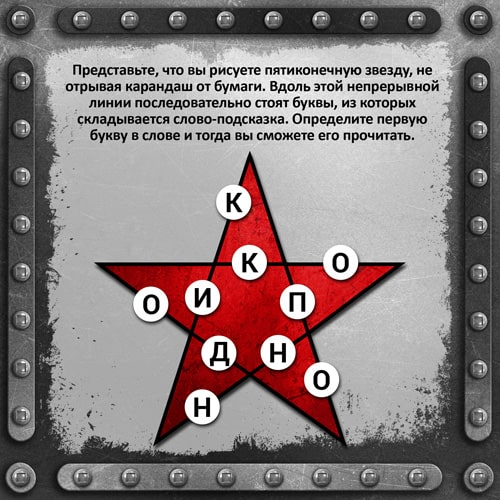 Представьте, что вы рисуете пятиконечную звезду, не
отрывая карандаш от бумаги. Вдоль этой непрерывной
линии последовательно стоят буквы, из которых
складывается слово-подсказка. Определите первую
букву в слове и тогда вы сможете его прочитать.
К
К О
О И П
Д Н
О
Н